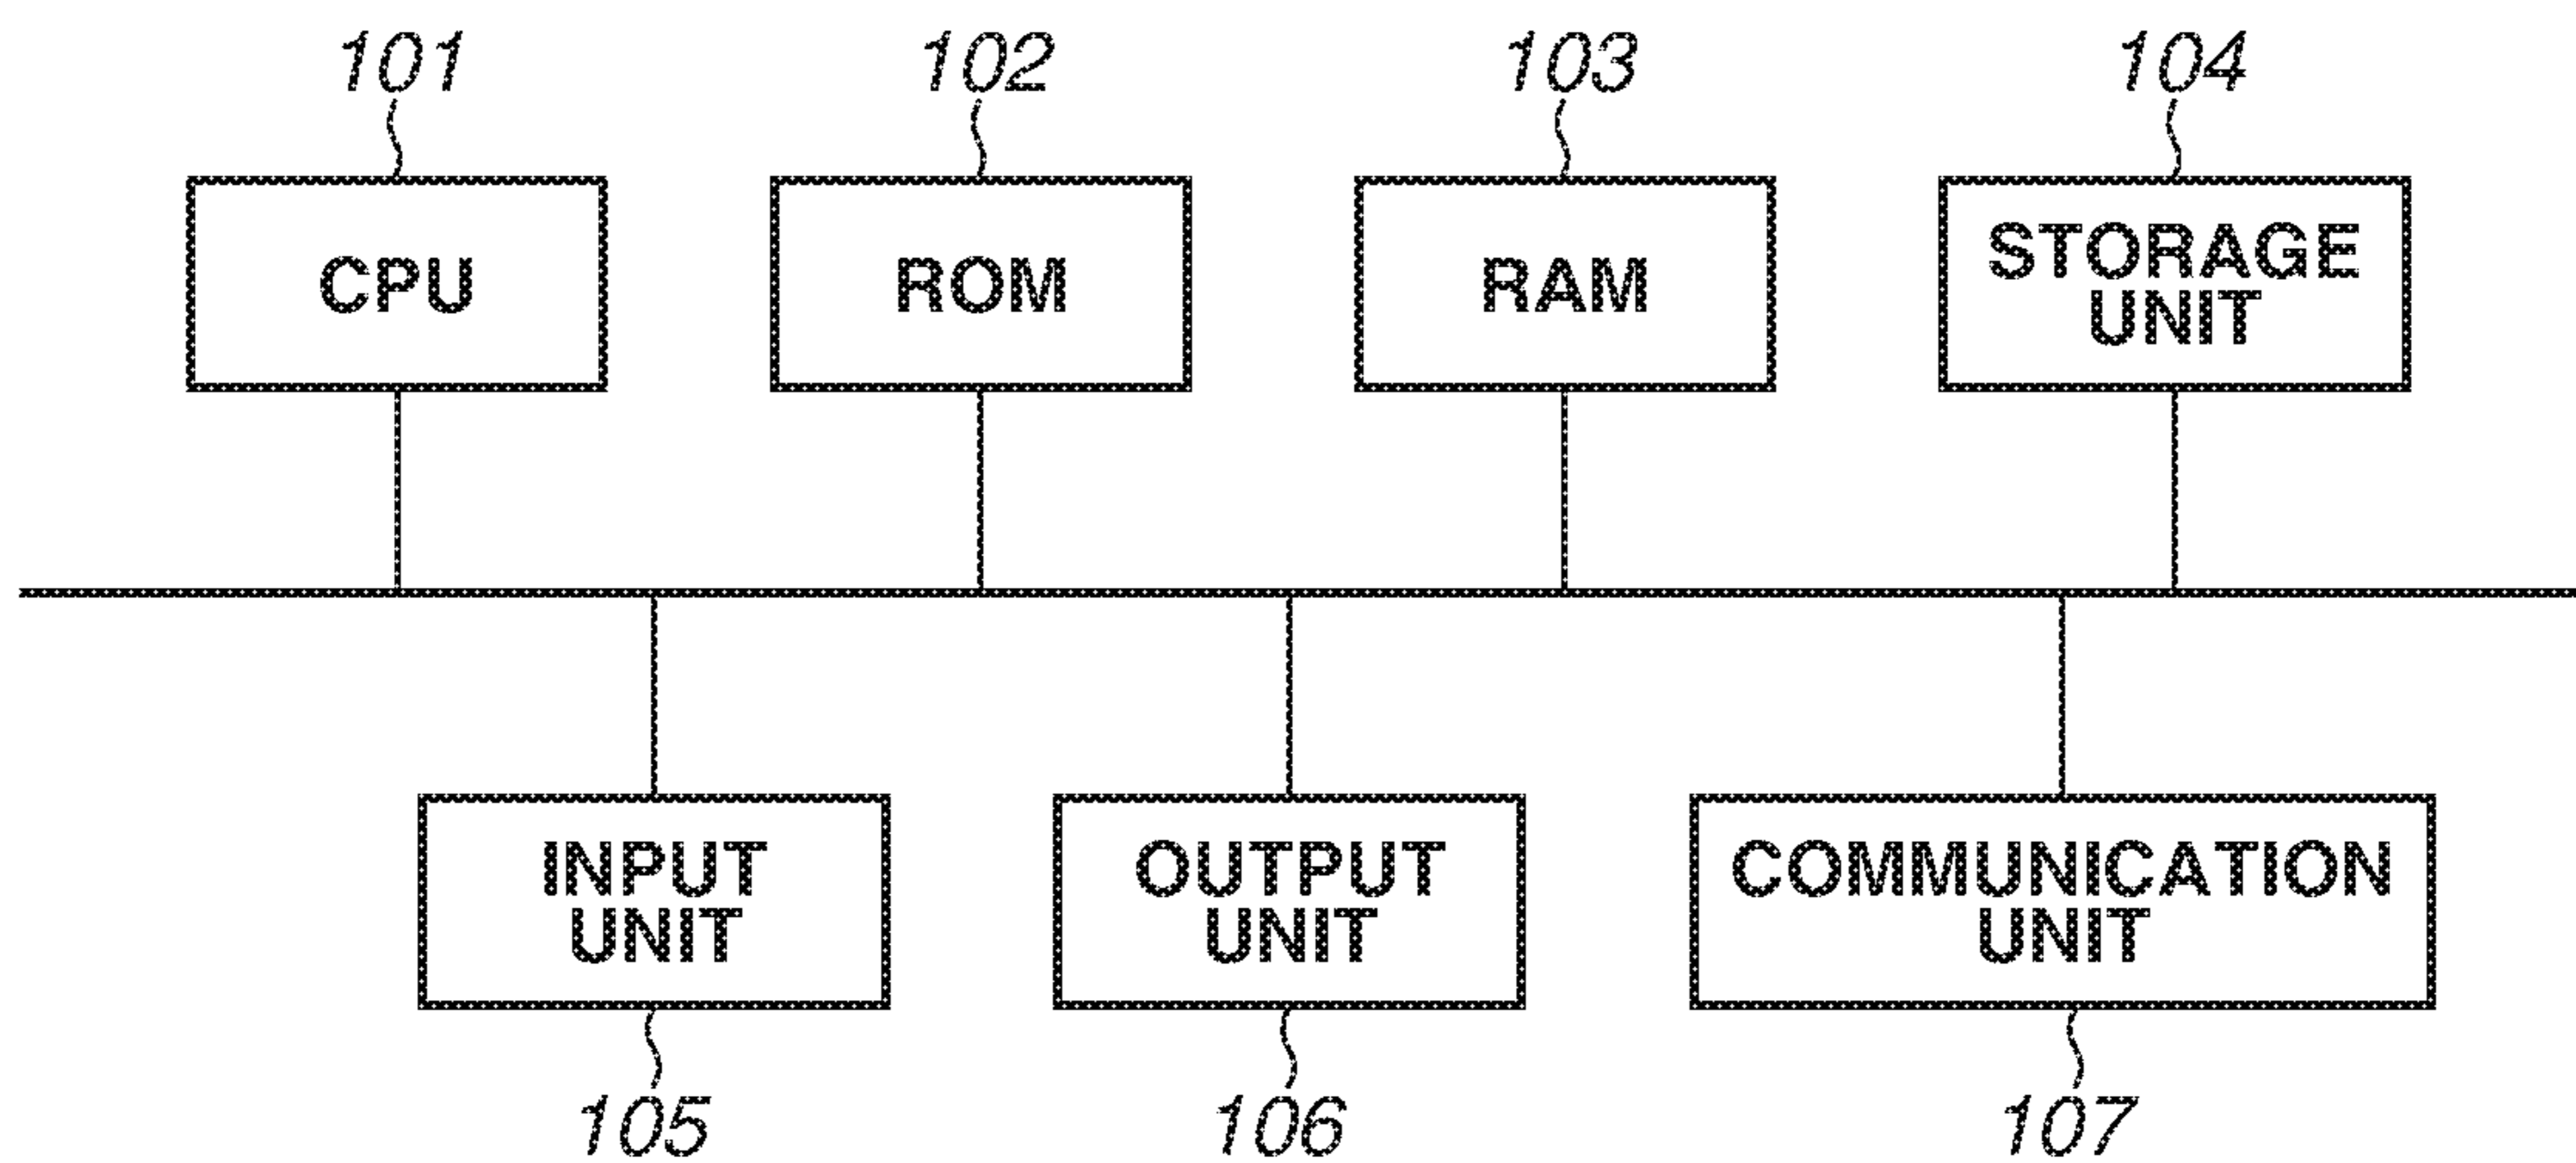 101
102
103
104
CPU
ROM
RAM
STORAGE
UNIT
INPUT
UNIT
OUTPUT
UNIT
COMMUNICATION
UNIT
105
106
107